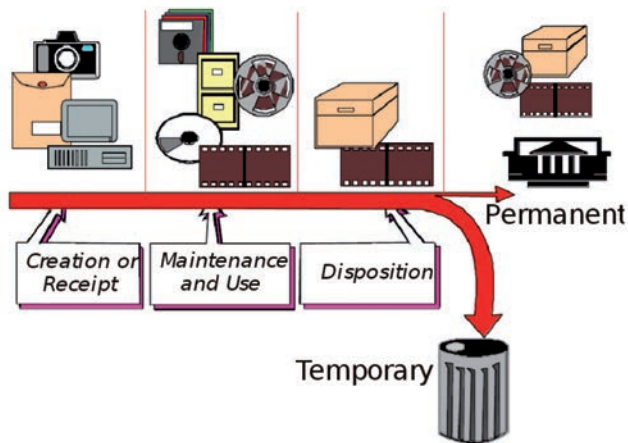 Permanent
Creation or
Receipt
Maintenance
and Use
Disposition
Temporary